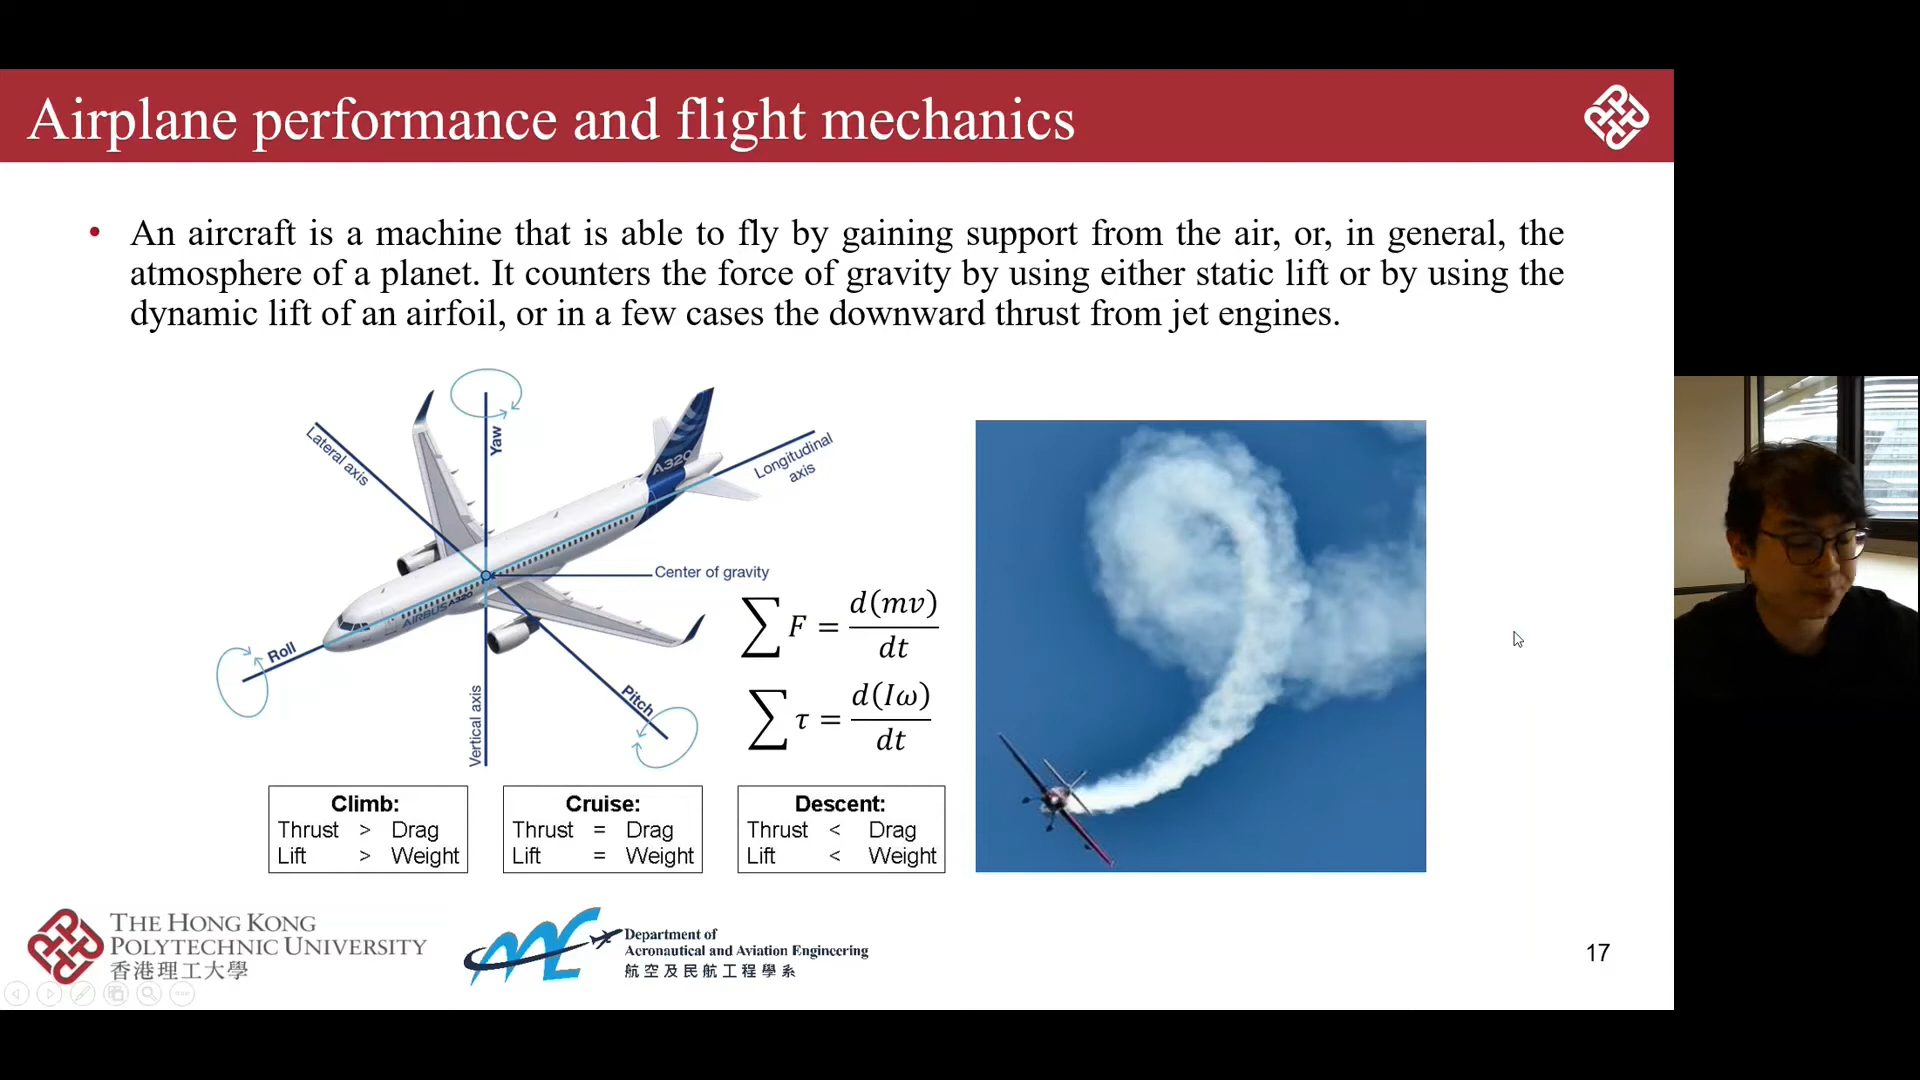 Airplane performance and flight mechanics
• An aircraft is a machine that is able to fly by gaining support from the air, or, in general, the
atmosphere of a planet. It counters the force of gravity by using either static lift or by using the
dynamic lift of an airfoil, or in a few cases the downward thrust from jet engines.
Lateral axis
Yaw
Longitudinal
axis
A320
Center of gravity
AIRBUS A320
Roll
Pitch
Vertical axis
∑ F = d(mv)/dt
∑ τ = d(Iω)/dt
Climb:
Thrust > Drag
Lift > Weight
Cruise:
Thrust = Drag
Lift = Weight
Descent:
Thrust < Drag
Lift < Weight
THE HONG KONG
POLYTECHNIC UNIVERSITY
香港理工大學
Department of
Aeronautical and Aviation Engineering
航空及民航工程學系
17